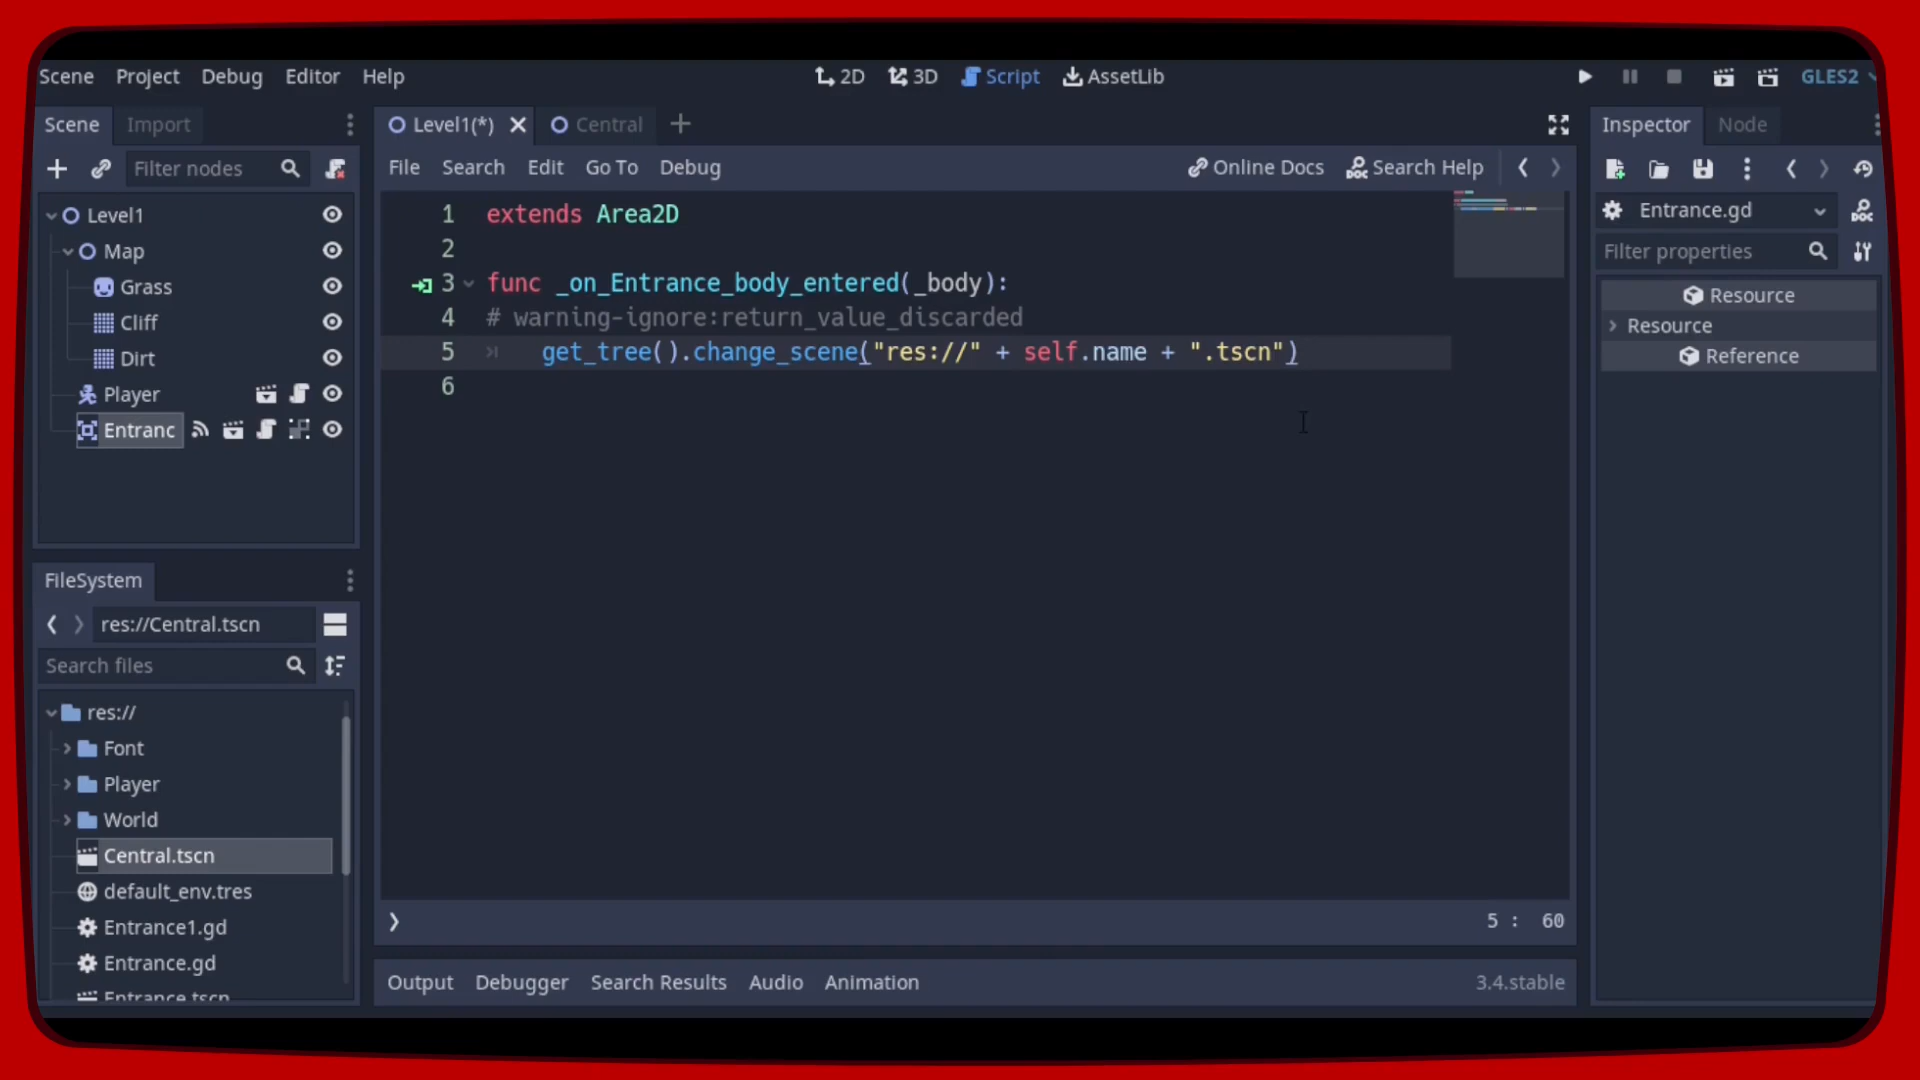 Scene Project Debug Editor Help
2D 3D Script AssetLib
GLES2
Scene Import
Level1(*) Central
Inspector Node
Filter nodes
File Search Edit Go To Debug
Online Docs Search Help
Entrance.gd
Filter properties
Resource
Resource
Reference
Level1
Map
Grass
Cliff
Dirt
Player
Entranc
1 extends Area2D
2
3 func _on_Entrance_body_entered(_body):
4 # warning-ignore:return_value_discarded
5 get_tree().change_scene("res://" + self.name + ".tscn")
6
FileSystem
res://Central.tscn
Search files
res://
Font
Player
World
Central.tscn
default_env.tres
Entrance1.gd
Entrance.gd
Entrance.tscn
5 : 60
Output Debugger Search Results Audio Animation
3.4.stable